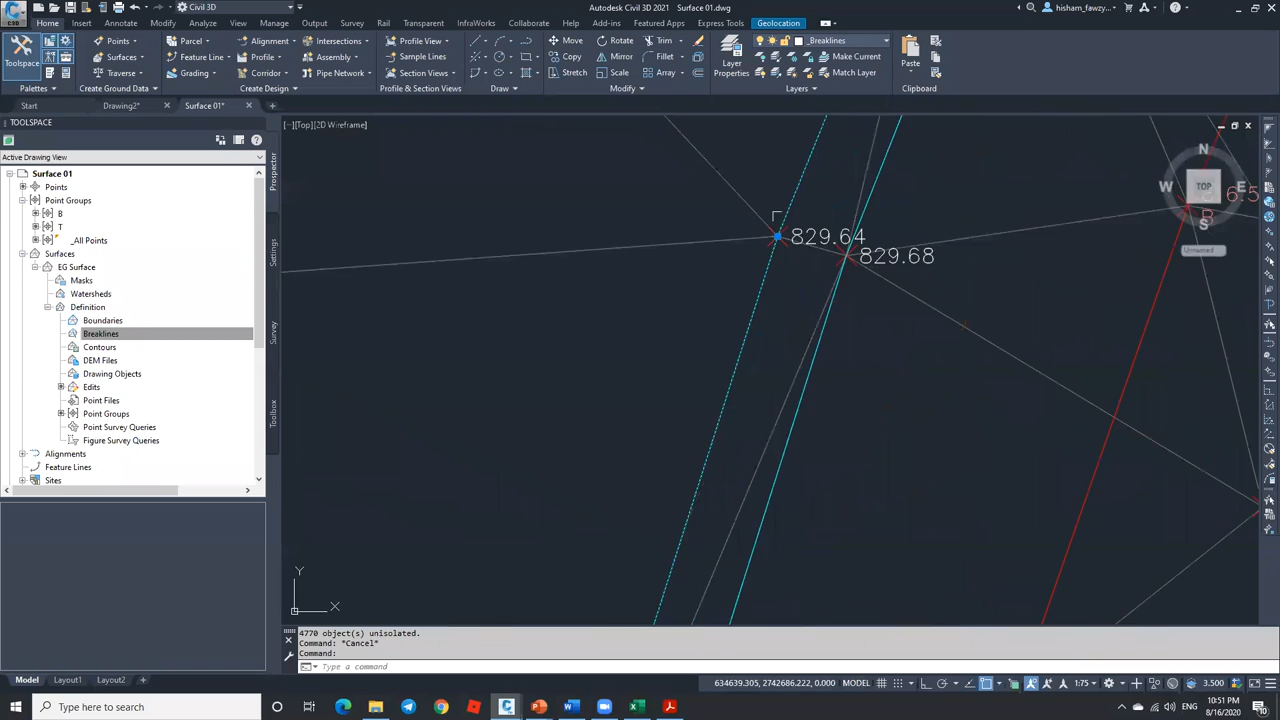 C3D
Civil 3D
Autodesk Civil 3D 2021   Surface 01.dwg
hisham_fawzy...
Home Insert Annotate Modify Analyze View Manage Output Survey Rail Transparent InfraWorks Collaborate Help Add-ins Featured Apps Express Tools Geolocation
Toolspace
Points
Surfaces
Traverse
Parcel
Feature Line
Grading
Alignment
Profile
Corridor
Intersections
Assembly
Pipe Network
Profile View
Sample Lines
Section Views
Move
Copy
Stretch
Rotate
Mirror
Scale
Trim
Fillet
Array
Layer
Properties
_Breaklines
Make Current
Match Layer
Paste
Palettes
Create Ground Data
Create Design
Profile & Section Views
Draw
Modify
Layers
Clipboard
Start
Drawing2*
Surface 01*
TOOLSPACE
Active Drawing View
Surface 01
Points
Point Groups
B
T
_All Points
Surfaces
EG Surface
Masks
Watersheds
Definition
Boundaries
Breaklines
Contours
DEM Files
Drawing Objects
Edits
Point Files
Point Groups
Point Survey Queries
Figure Survey Queries
Alignments
Feature Lines
Sites
Prospector
Settings
Survey
Toolbox
[−][Top][2D Wireframe]
829.64
829.68
6.5
B
N
W
TOP
E
S
Unnamed
Y
X
4770 object(s) unisolated.
Command: *Cancel*
Command:
Type a command
Model
Layout1
Layout2
634639.305, 2742686.222, 0.000
MODEL
1:75
3.500
Type here to search
ENG
10:51 PM
8/16/2020